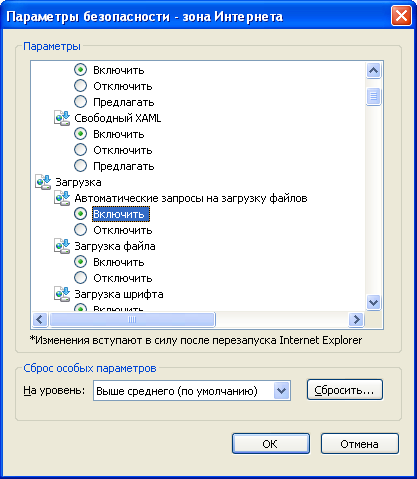 Параметры безопасности - зона Интернета
Параметры
Включить
Отключить
Предлагать
Свободный XAML
Включить
Отключить
Предлагать
Загрузка
Автоматические запросы на загрузку файлов
Включить
Отключить
Загрузка файла
Включить
Отключить
Загрузка шрифта
Включить
*Изменения вступают в силу после перезапуска Internet Explorer
Сброс особых параметров
На уровень: Выше среднего (по умолчанию) Сбросить...
ОК Отмена